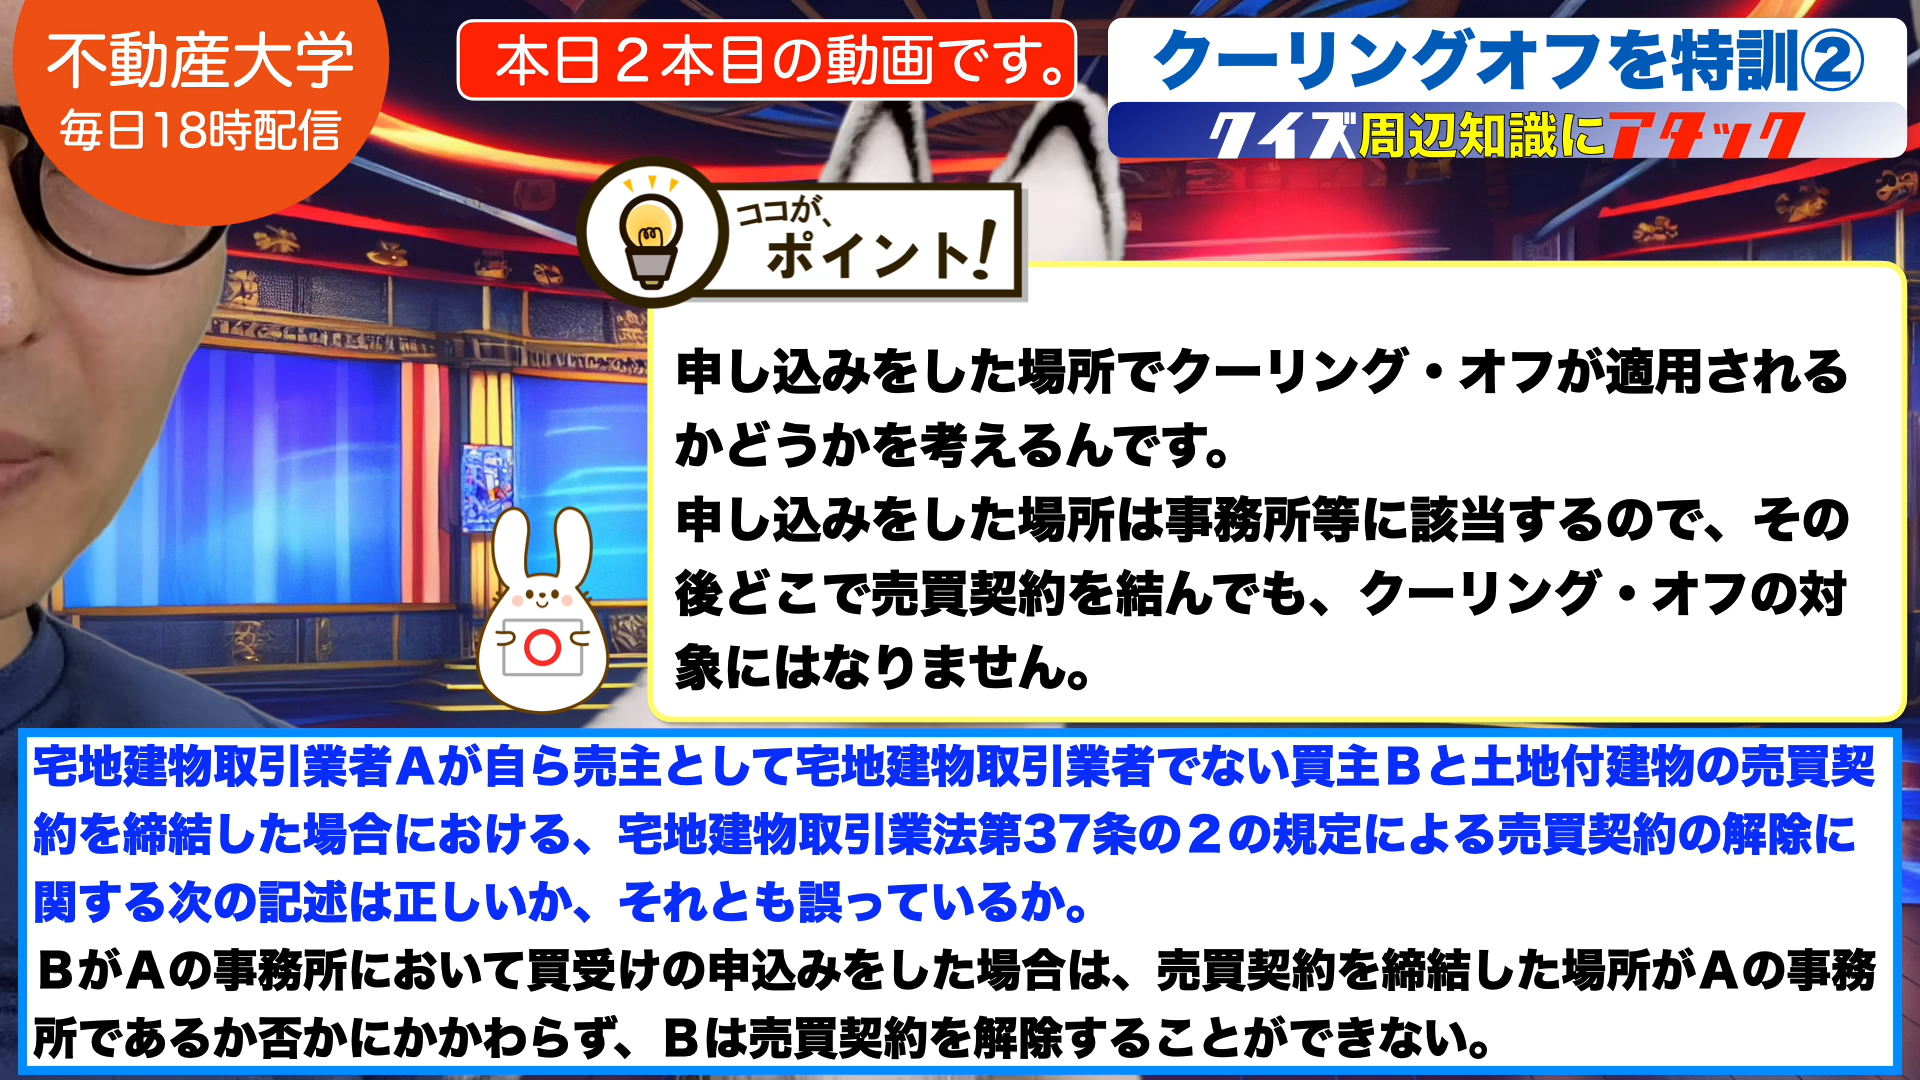 不動産大学
毎日18時配信
本日２本目の動画です。
クーリングオフを特訓②
クイズ周辺知識にアタック
ココが、
ポイント!
申し込みをした場所でクーリング・オフが適用される
かどうかを考えるんです。
申し込みをした場所は事務所等に該当するので、その
後どこで売買契約を結んでも、クーリング・オフの対
象にはなりません。
宅地建物取引業者Ａが自ら売主として宅地建物取引業者でない買主Ｂと土地付建物の売買契
約を締結した場合における、宅地建物取引業法第37条の２の規定による売買契約の解除に
関する次の記述は正しいか、それとも誤っているか。
ＢがＡの事務所において買受けの申込みをした場合は、売買契約を締結した場所がＡの事務
所であるか否かにかかわらず、Ｂは売買契約を解除することができない。